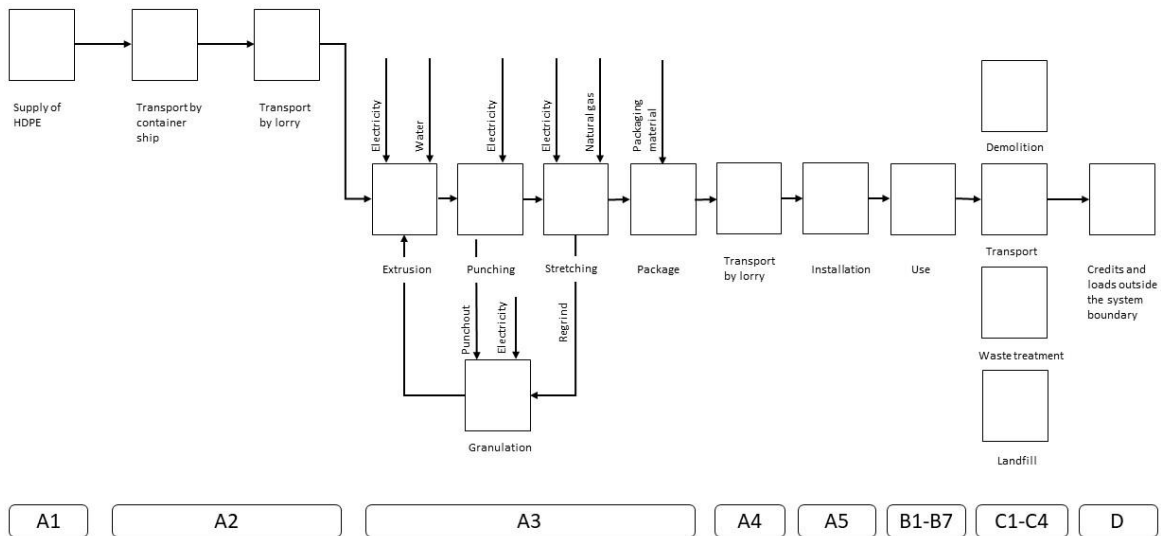 Supply of
HDPE
Transport by
container
ship
Transport
by lorry
Electricity
Water
Electricity
Electricity
Natural gas
Packaging
material
Extrusion
Punching
Stretching
Package
Transport
by lorry
Installation
Use
Demolition
Transport
Waste treatment
Landfill
Credits and
loads outside
the system
boundary
Punchout
Electricity
Regrind
Granulation
A1
A2
A3
A4
A5
B1-B7
C1-C4
D